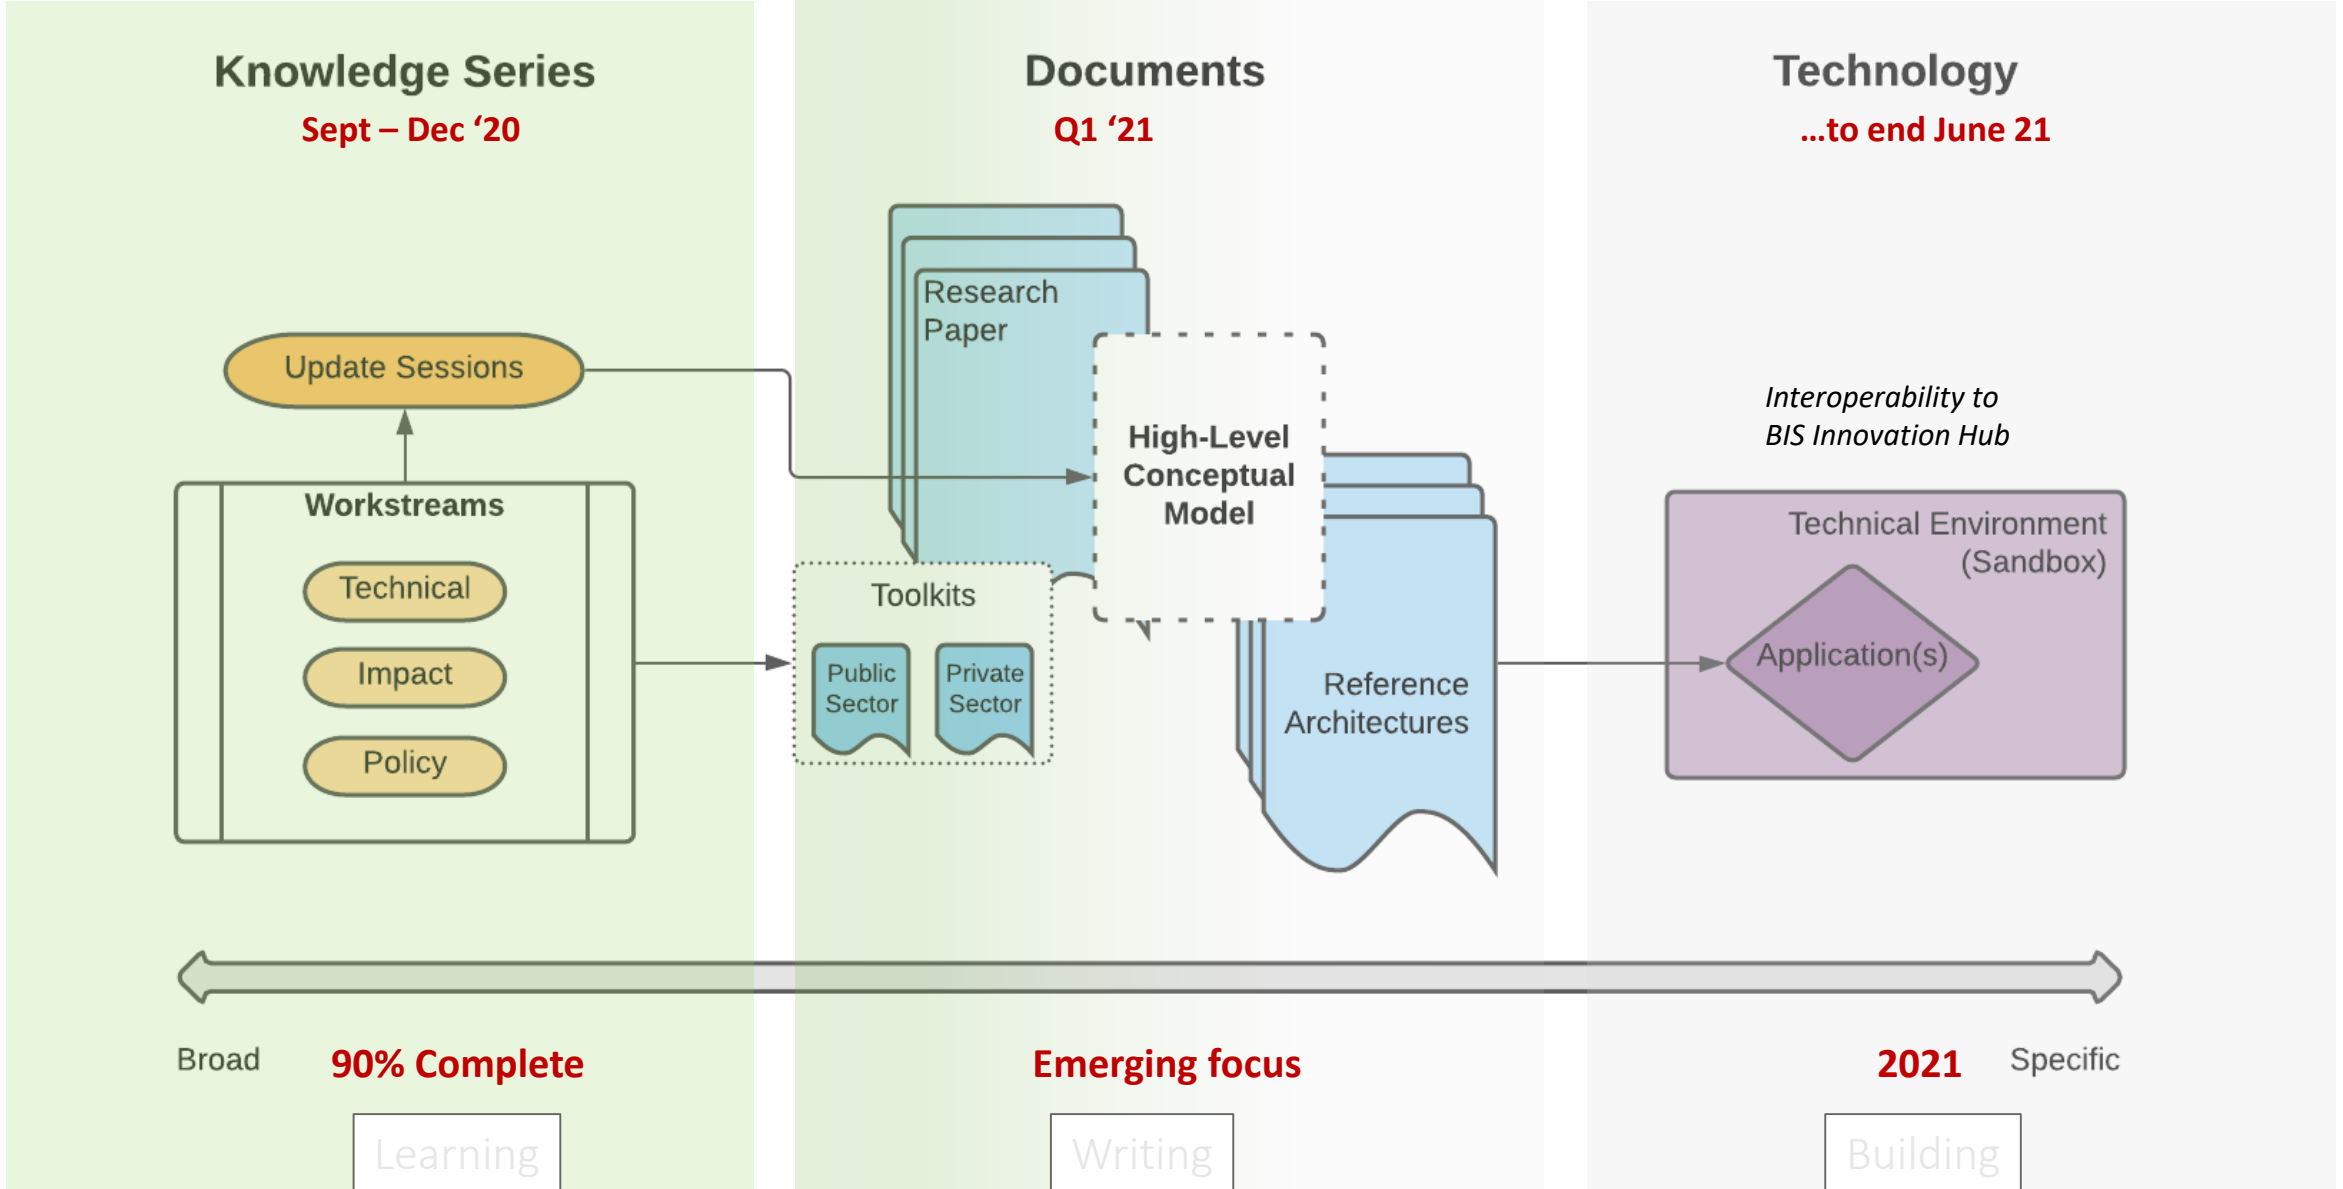 Knowledge Series
Sept – Dec ‘20
Documents
Q1 ‘21
Technology
...to end June 21
Update Sessions
Workstreams
Technical
Impact
Policy
Research
Paper
High-Level
Conceptual
Model
Toolkits
Public
Sector
Private
Sector
Reference
Architectures
Interoperability to
BIS Innovation Hub
Technical Environment
(Sandbox)
Application(s)
Broad
90% Complete
Emerging focus
2021
Specific
Learning
Writing
Building